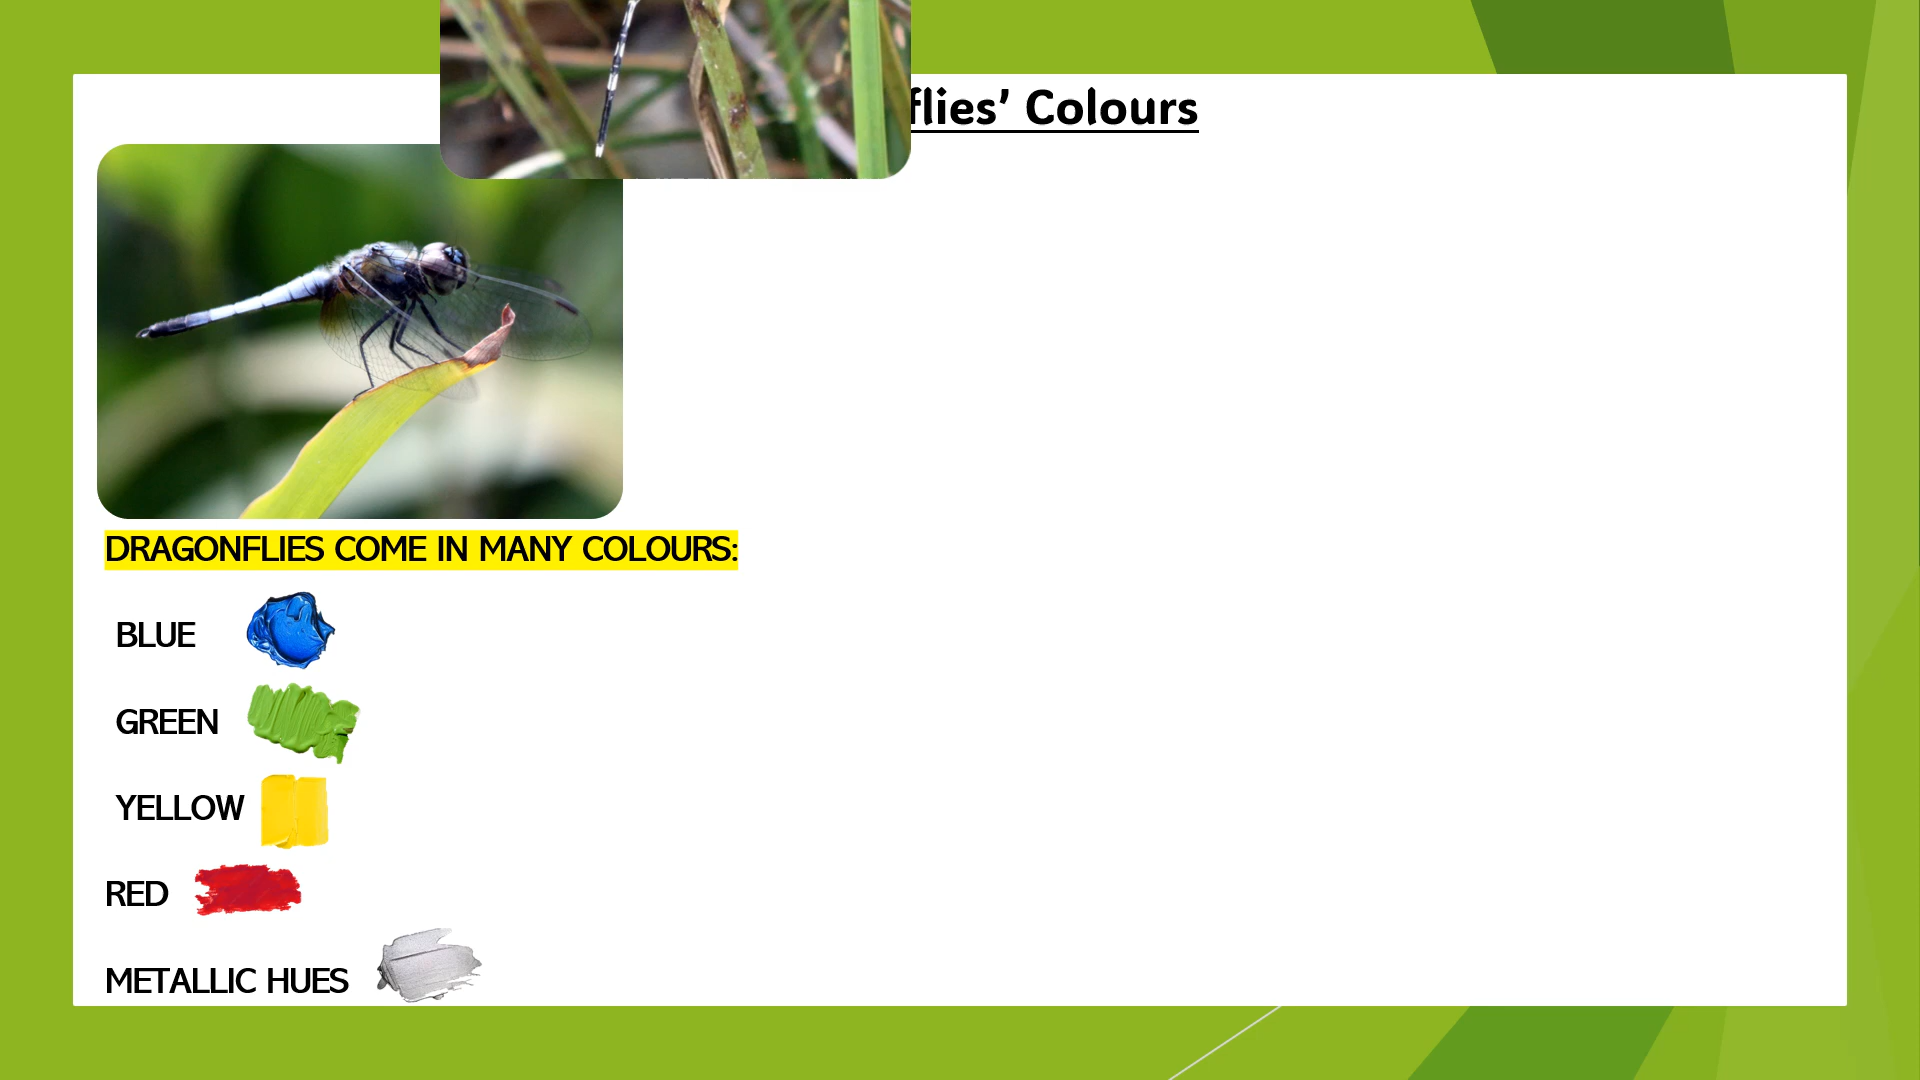 flies’ Colours
DRAGONFLIES COME IN MANY COLOURS:
BLUE
GREEN
YELLOW
RED
METALLIC HUES